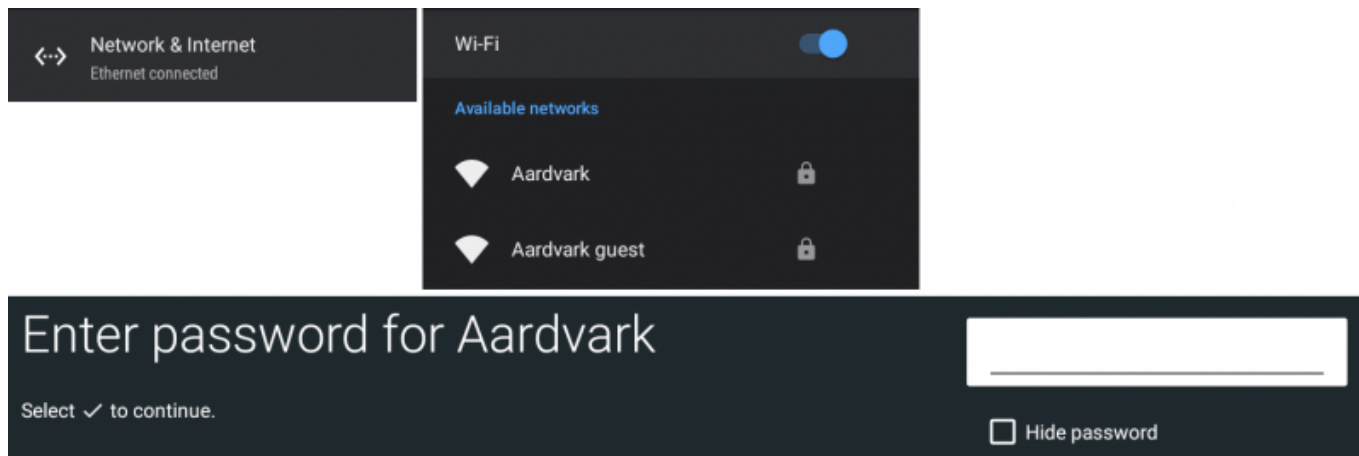 Network & Internet
Ethernet connected
Wi-Fi
Available networks
Aardvark
Aardvark guest
Enter password for Aardvark
Select ✓ to continue.
Hide password